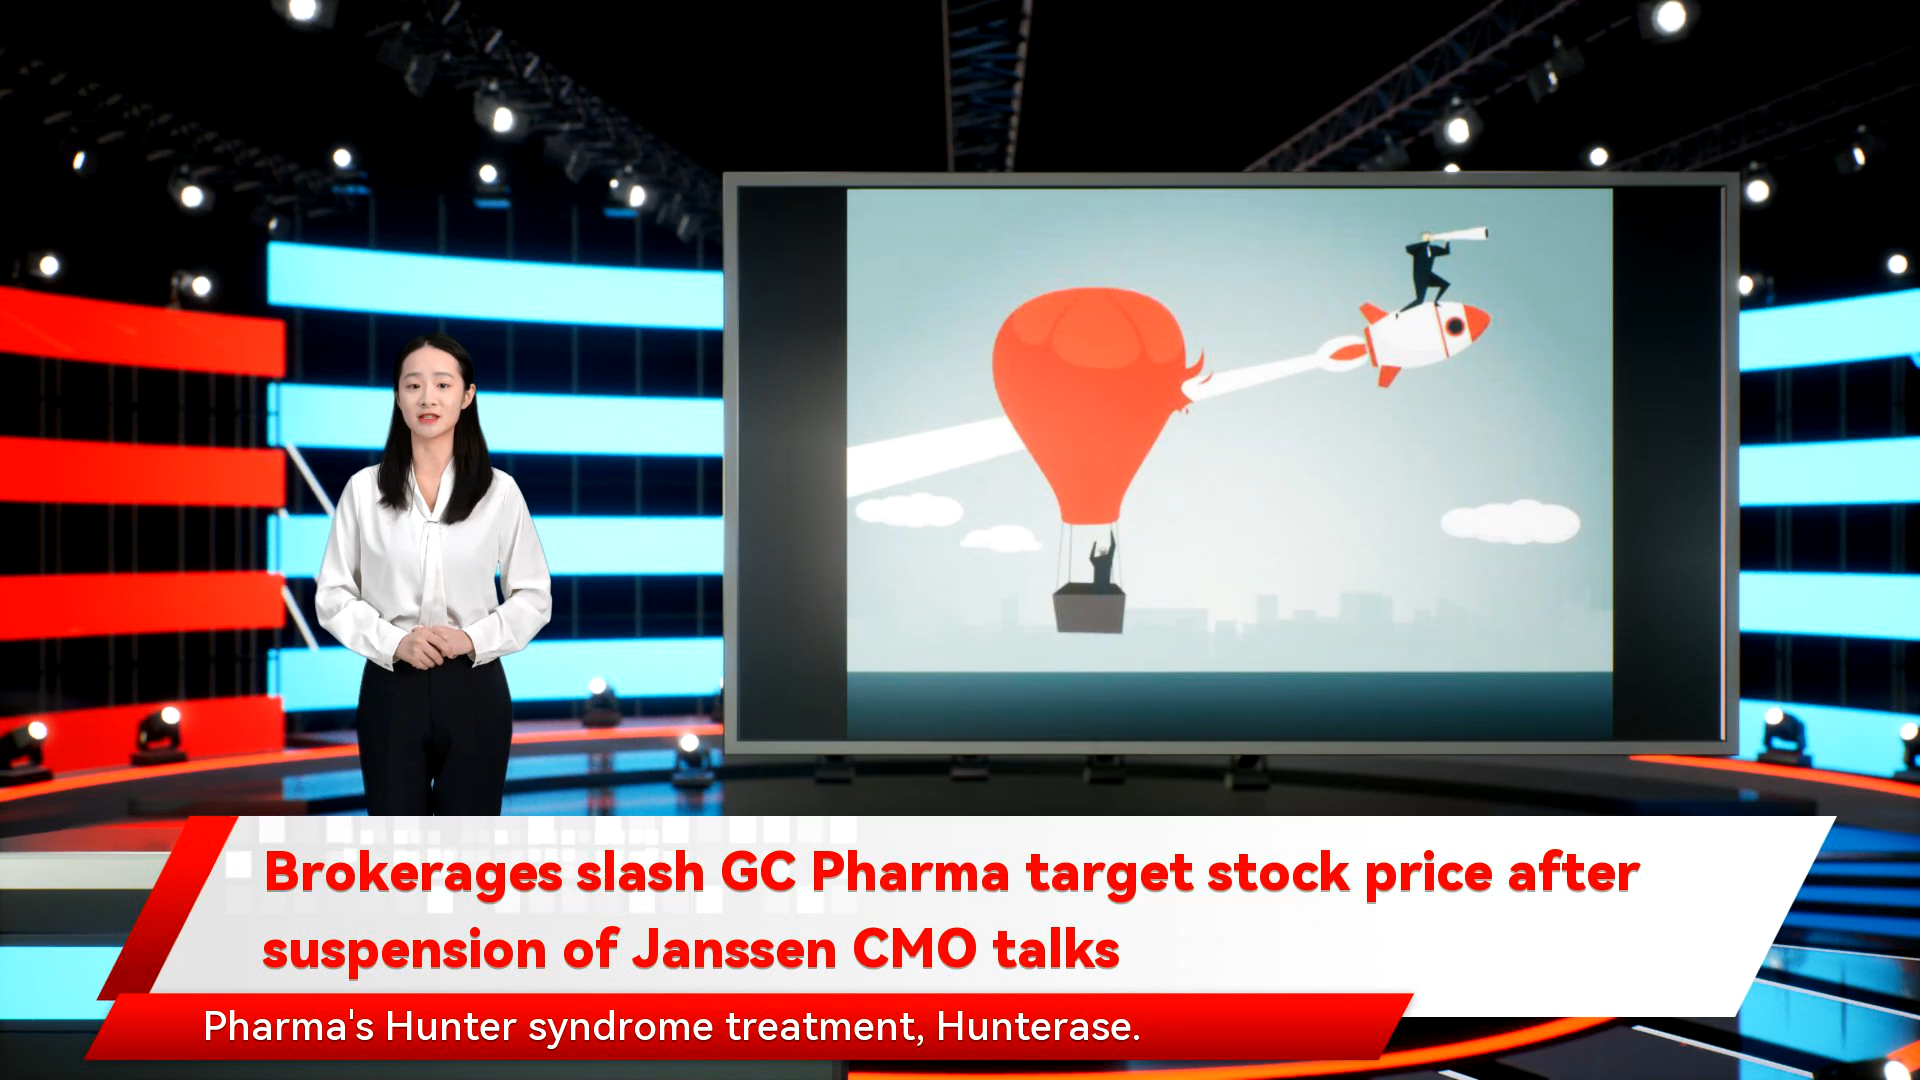 Brokerages slash GC Pharma target stock price after
suspension of Janssen CMO talks
Pharma's Hunter syndrome treatment, Hunterase.